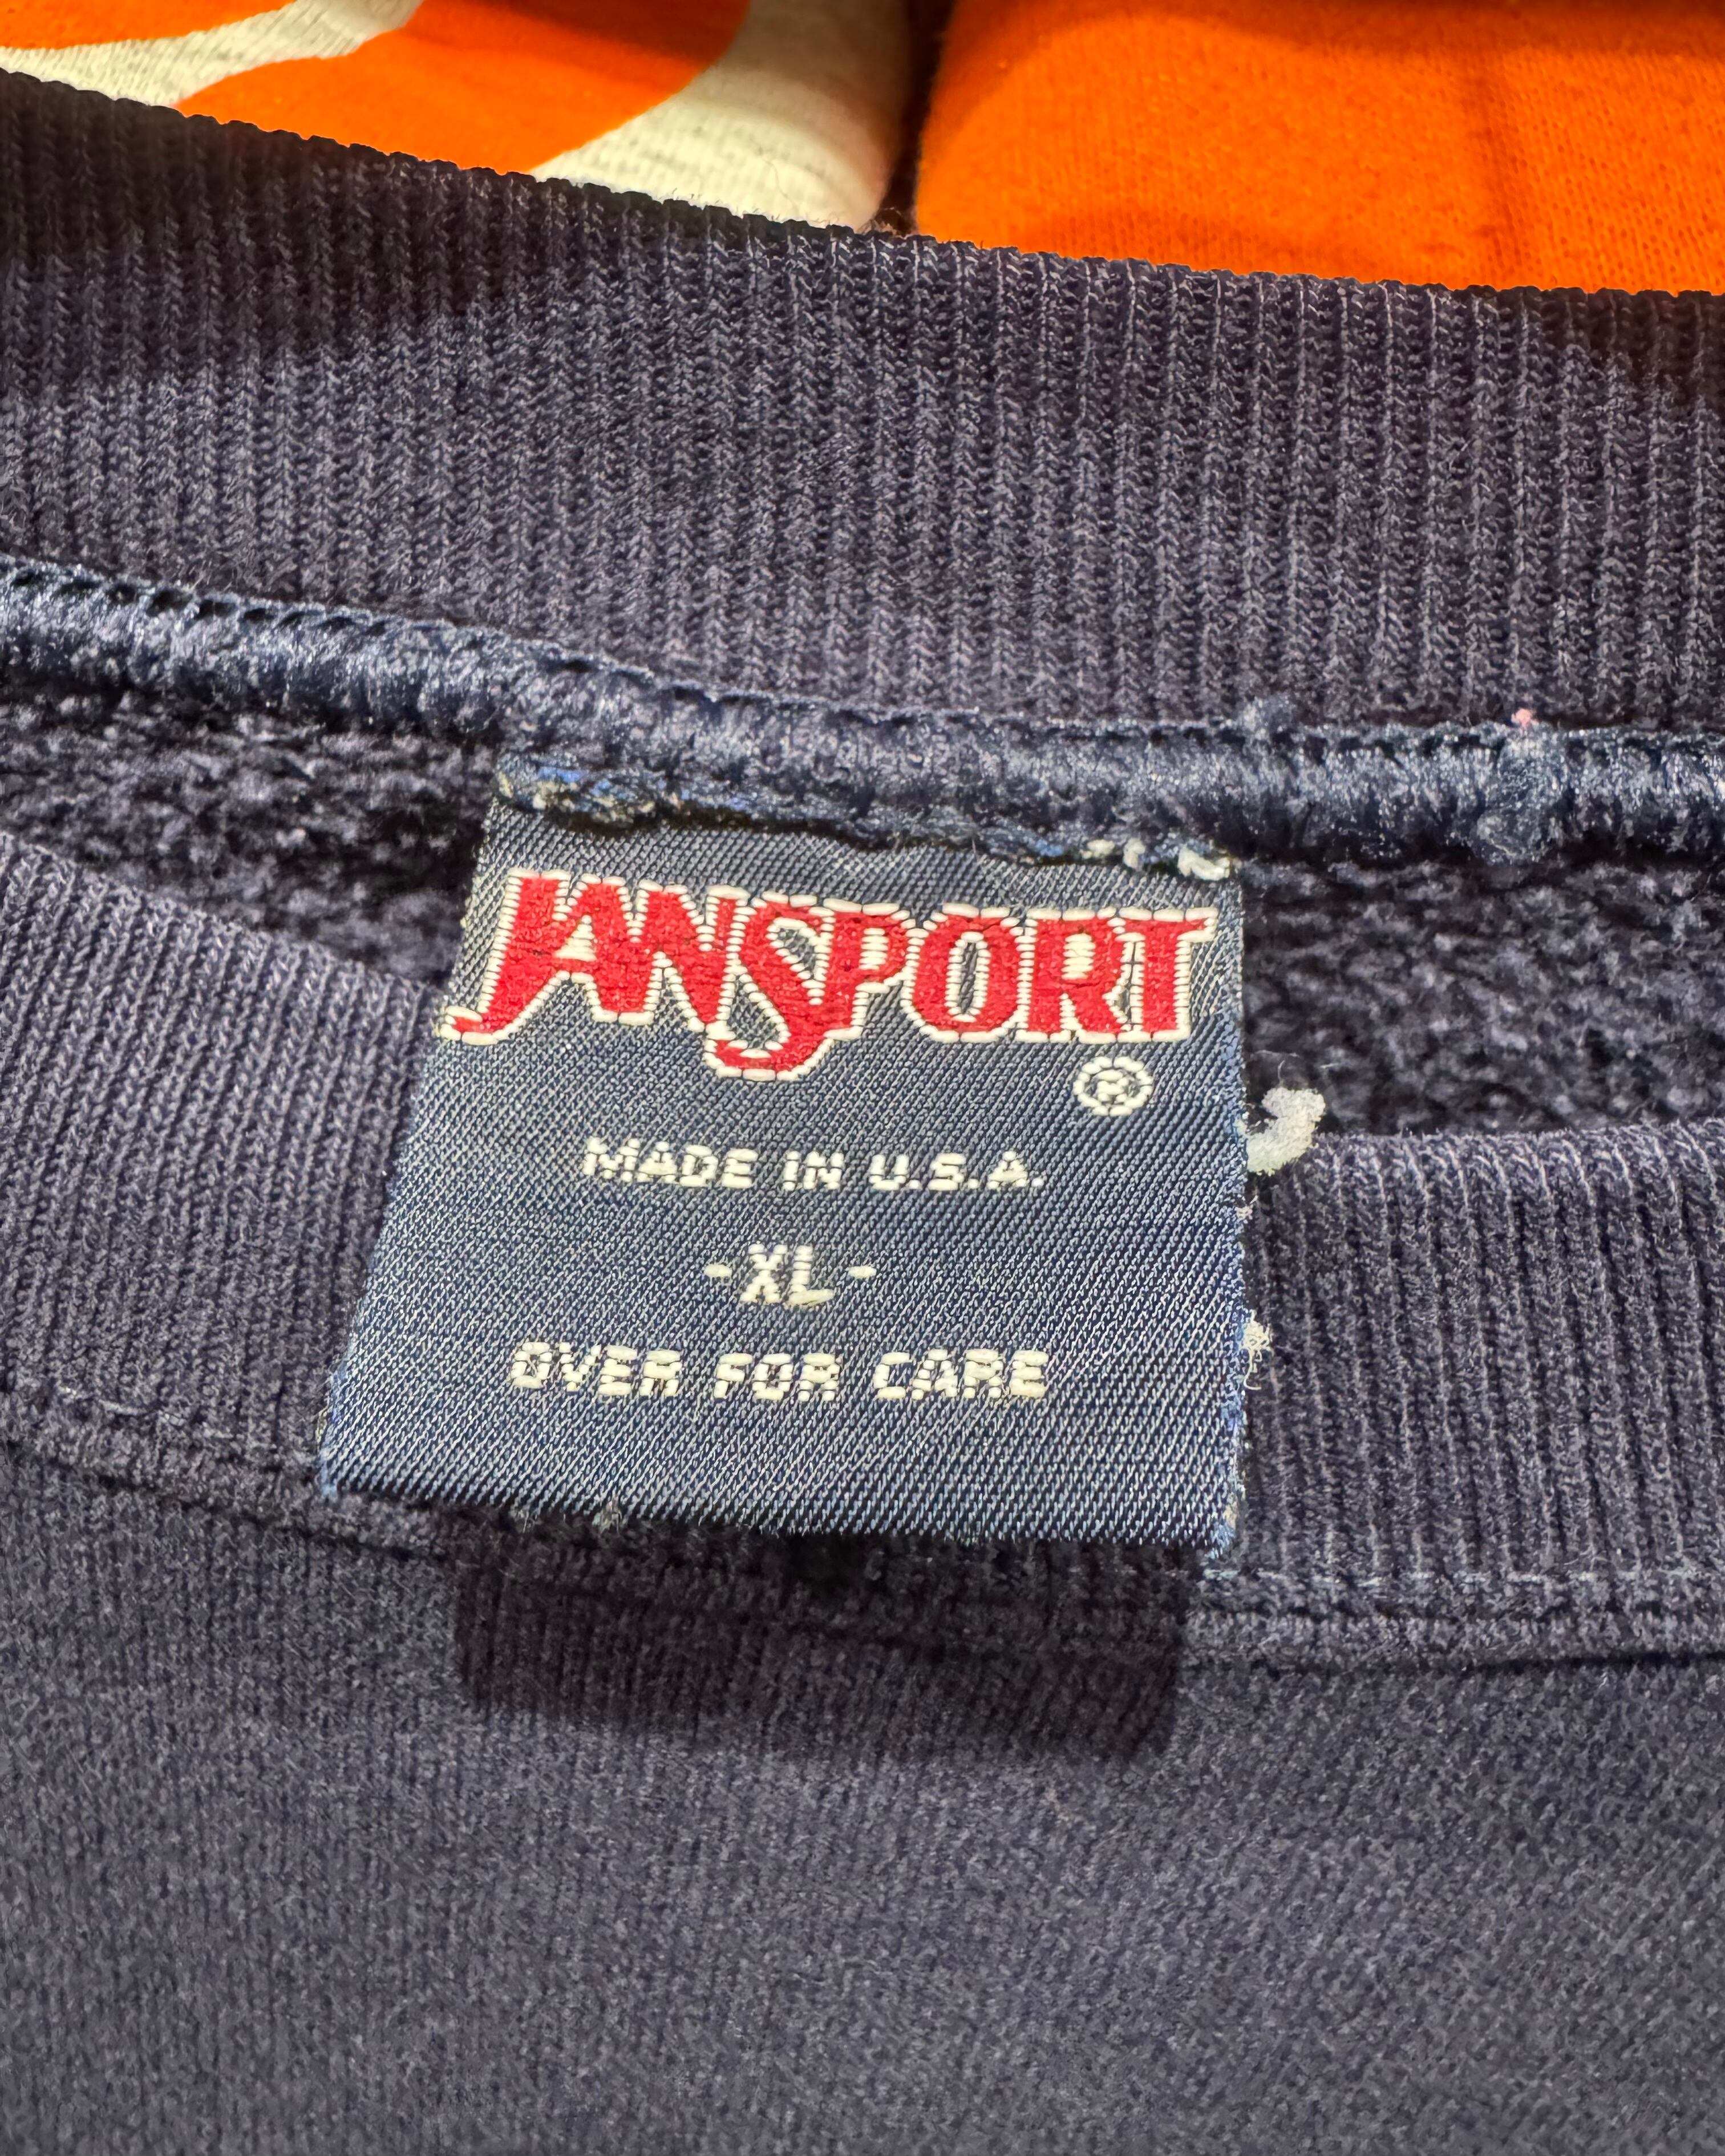 JANSPORT
®
MADE IN U.S.A.
-XL-
OVER FOR CARE